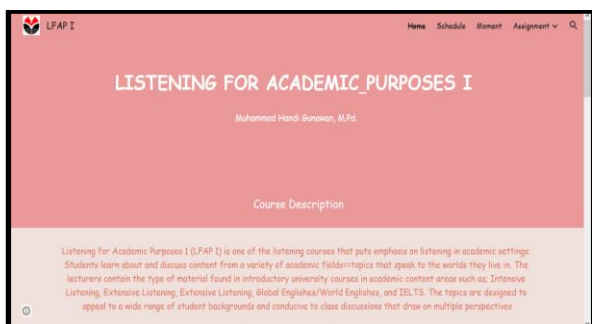 LFAP I
Home Schedule Moment Assignment
LISTENING FOR ACADEMIC_PURPOSES I
Muhammad Handi Gunawan, M.Pd.
Course Description
Listening for Academic Purposes 1 (LFAP 1) is one of the listening courses that puts emphasis on listening in academic settings.
Students learn about and discuss content from a variety of academic fields==topics that speak to the worlds they live in. The
lecturers contain the type of material found in introductory university courses in academic content areas such as; Intensive
Listening, Extensive Listening, Extensive Listening, Global Englishes/World Englishes, and IELTS. The topics are designed to
appeal to a wide range of student backgrounds and conducive to class discussions that draw on multiple perspectives